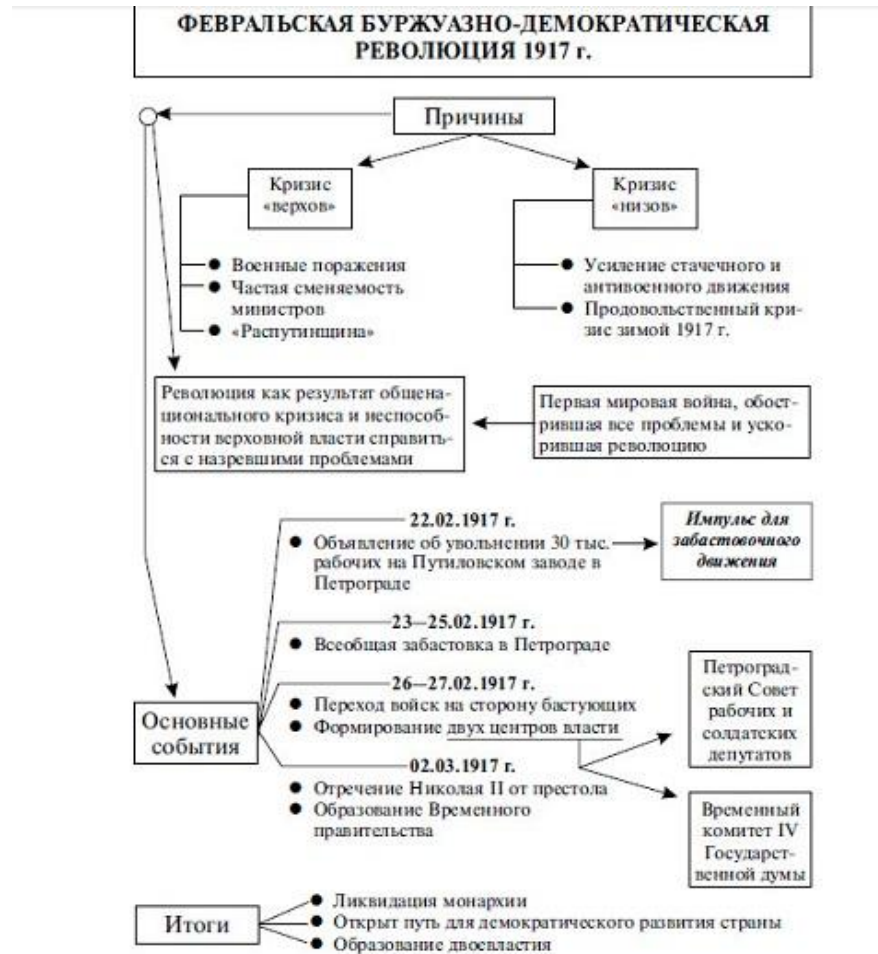 ФЕВРАЛЬСКАЯ БУРЖУАЗНО-ДЕМОКРАТИЧЕСКАЯ
РЕВОЛЮЦИЯ 1917 г.
Причины
Кризис
«верхов»
Кризис
«низов»
Военные поражения
Частая сменяемость
министров
«Распутинщина»
Усиление стачечного и
антивоенного движения
Продовольственный кри-
зис зимой 1917 г.
Революция как результат общена-
ционального кризиса и неспособ-
ности верховной власти справить-
ся с назревшими проблемами
Первая мировая война, обост-
рившая все проблемы и уско-
рившая революцию
22.02.1917 г.
Объявление об увольнении 30 тыс.
рабочих на Путиловском заводе в
Петрограде
Импульс для
забастовочного
движения
23—25.02.1917 г.
Всеобщая забастовка в Петрограде
26—27.02.1917 г.
Переход войск на сторону бастующих
Формирование двух центров власти
Петроград-
ский Совет
рабочих и
солдатских
депутатов
Основные
события
02.03.1917 г.
Отречение Николая II от престола
Образование Временного
правительства
Временный
комитет IV
Государст-
венной думы
Итоги
Ликвидация монархии
Открыт путь для демократического развития страны
Образование двоевластия